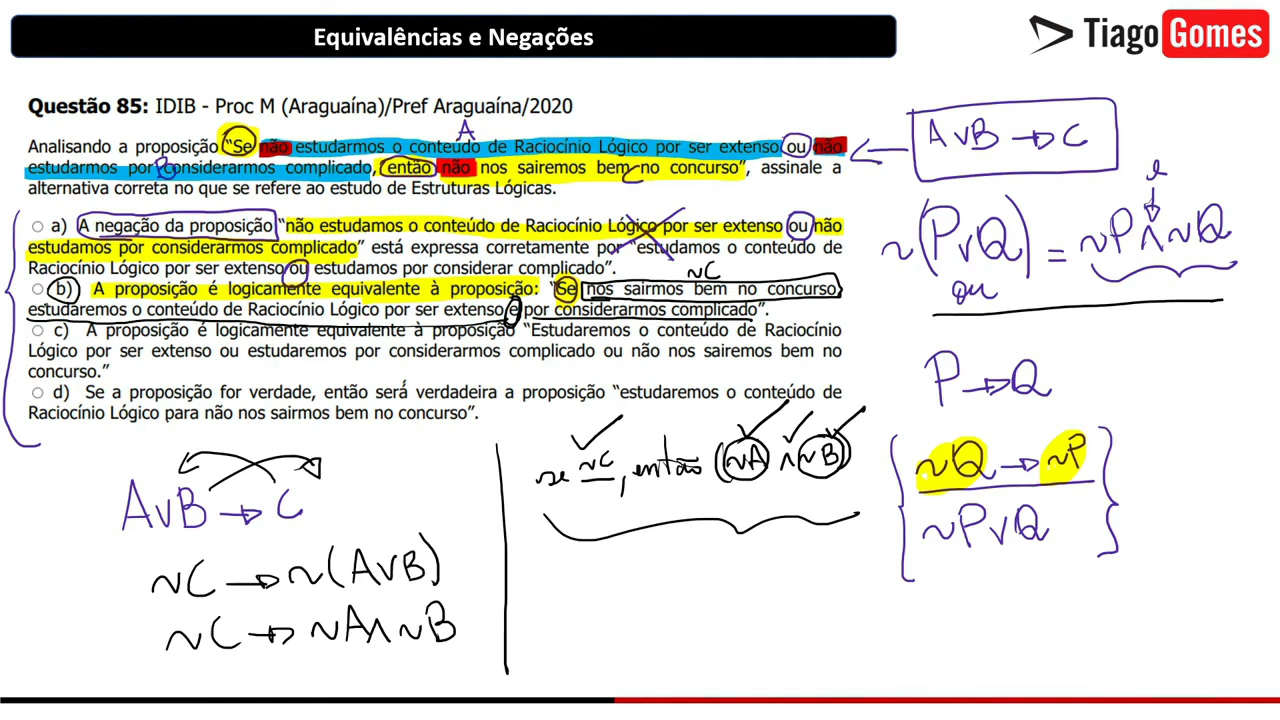 Equivalências e Negações
Tiago Gomes
Questão 85: IDIB - Proc M (Araguaína)/Pref Araguaína/2020
A
Analisando a proposição “Se não estudarmos o conteúdo de Raciocínio Lógico por ser extenso ou não
estudarmos por considerarmos complicado, então não nos sairemos bem no concurso”, assinale a
B
C
alternativa correta no que se refere ao estudo de Estruturas Lógicas.
a) A negação da proposição “não estudamos o conteúdo de Raciocínio Lógico por ser extenso ou não
estudamos por considerarmos complicado” está expressa corretamente por “estudamos o conteúdo de
Raciocínio Lógico por ser extenso ou estudamos por considerar complicado”.
~C
b) A proposição é logicamente equivalente à proposição: “Se nos sairmos bem no concurso,
estudaremos o conteúdo de Raciocínio Lógico por ser extenso e por considerarmos complicado”.
c) A proposição é logicamente equivalente à proposição “Estudaremos o conteúdo de Raciocínio
Lógico por ser extenso ou estudaremos por considerarmos complicado ou não nos sairemos bem no
concurso.”
d) Se a proposição for verdade, então será verdadeira a proposição “estudaremos o conteúdo de
Raciocínio Lógico para não nos sairmos bem no concurso”.
A∨B → C
e
~(P∨Q) = ~P∧~Q
ou
P → Q
~Q → ~P
~P∨Q
A∨B → C
~C → ~(A∨B)
~C → ~A∧~B
se ~C, então (~A∧~B)